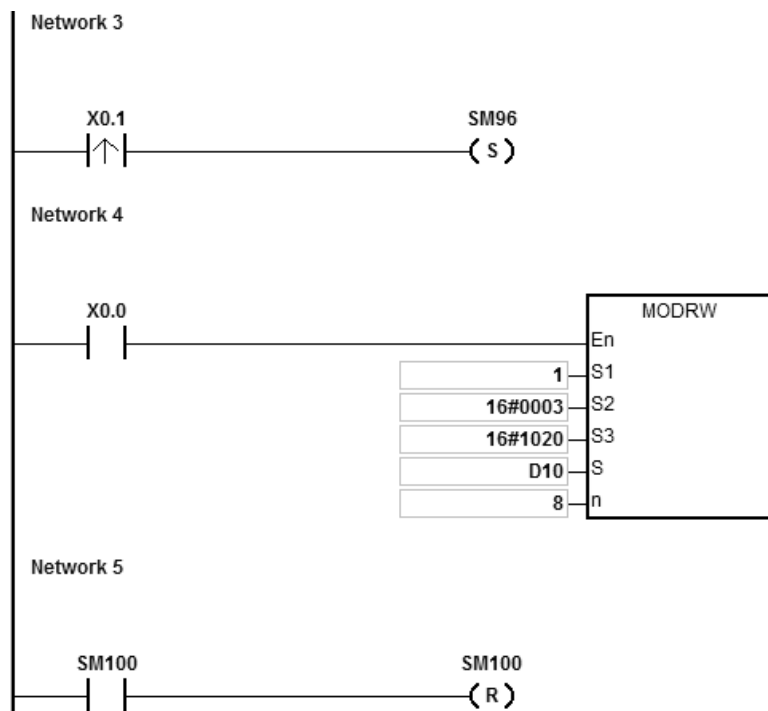 Network 3
X0.1 SM96
S
Network 4
X0.0
MODRW
En
1 S1
16#0003 S2
16#1020 S3
D10 S
8 n
Network 5
SM100 SM100
R